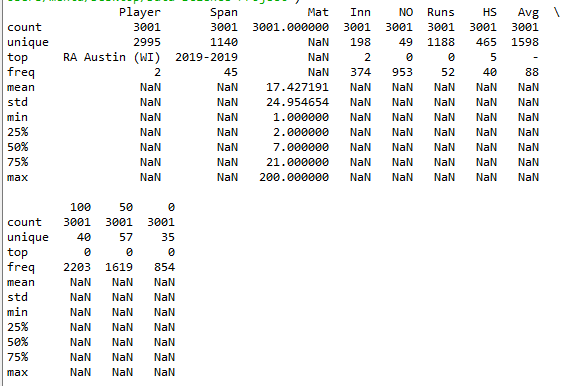 Player       Span          Mat   Inn    NO  Runs    HS   Avg  \
count           3001       3001  3001.000000  3001  3001  3001  3001  3001
unique          2995       1140          NaN   198    49  1188   465  1598
top     RA Austin (WI)  2019-2019          NaN     2     0     0     5     -
freq               2         45          NaN   374   953    52    40    88
mean             NaN        NaN    17.427191   NaN   NaN   NaN   NaN   NaN
std              NaN        NaN    24.954654   NaN   NaN   NaN   NaN   NaN
min              NaN        NaN     1.000000   NaN   NaN   NaN   NaN   NaN
25%              NaN        NaN     2.000000   NaN   NaN   NaN   NaN   NaN
50%              NaN        NaN     7.000000   NaN   NaN   NaN   NaN   NaN
75%              NaN        NaN    21.000000   NaN   NaN   NaN   NaN   NaN
max              NaN        NaN   200.000000   NaN   NaN   NaN   NaN   NaN
         100    50     0
count   3001  3001  3001
unique    40    57    35
top        0     0     0
freq    2203  1619   854
mean     NaN   NaN   NaN
std      NaN   NaN   NaN
min      NaN   NaN   NaN
25%      NaN   NaN   NaN
50%      NaN   NaN   NaN
75%      NaN   NaN   NaN
max      NaN   NaN   NaN